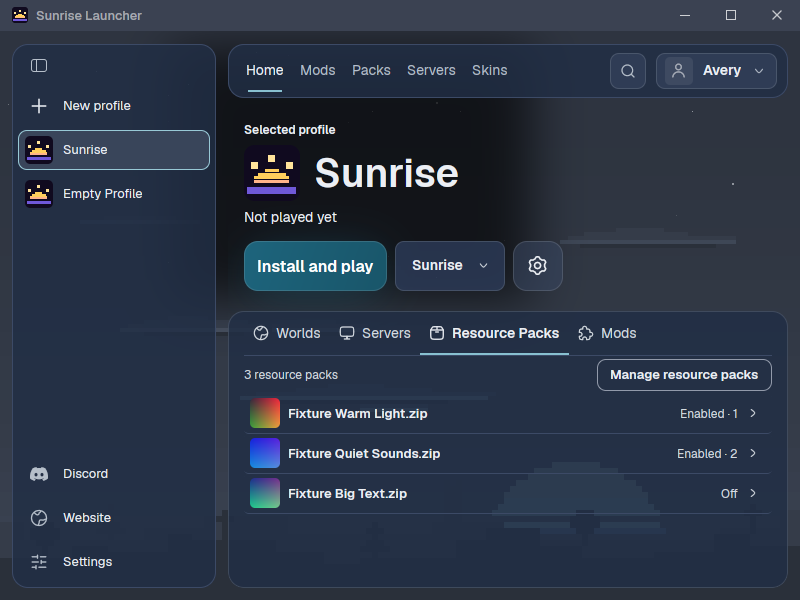 Sunrise Launcher
New profile
Sunrise
Empty Profile
Discord
Website
Settings
Home Mods Packs Servers Skins
Avery
Selected profile
Sunrise
Not played yet
Install and play
Sunrise
Worlds Servers Resource Packs Mods
3 resource packs
Manage resource packs
Fixture Warm Light.zip Enabled · 1
Fixture Quiet Sounds.zip Enabled · 2
Fixture Big Text.zip Off